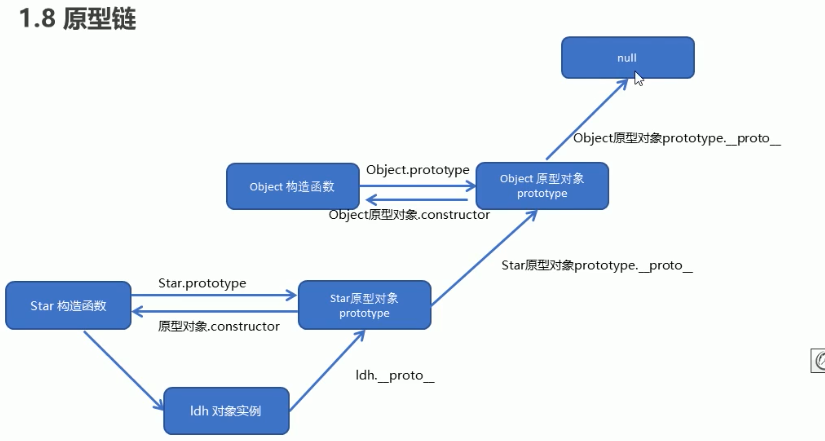 1.8 原型链
null
Object原型对象prototype.__proto__
Object.prototype
Object 构造函数
Object 原型对象
prototype
Object原型对象.constructor
Star原型对象prototype.__proto__
Star.prototype
Star 构造函数
Star原型对象
prototype
原型对象.constructor
ldh.__proto__
ldh 对象实例